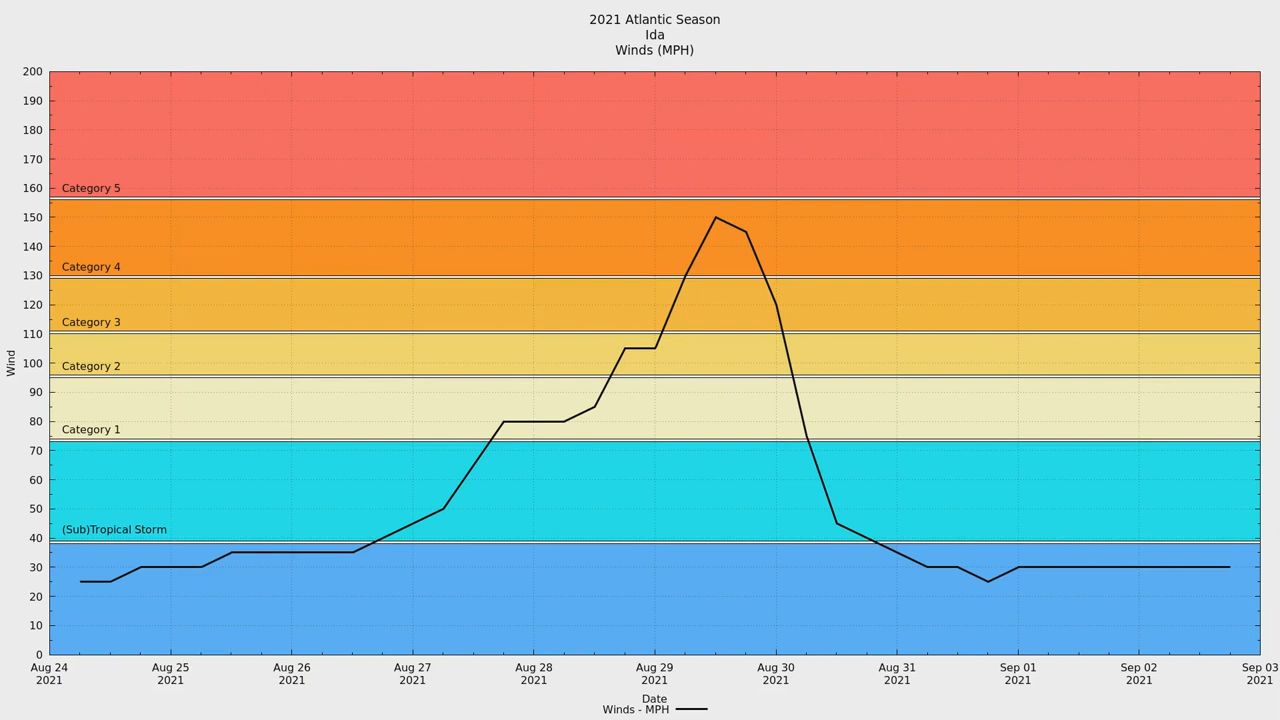 2021 Atlantic Season
Ida
Winds (MPH)
200
190
180
170
160
150
140
130
120
110
100
90
80
70
60
50
40
30
20
10
0
Wind
Category 5
Category 4
Category 3
Category 2
Category 1
(Sub)Tropical Storm
Aug 24 Aug 25 Aug 26 Aug 27 Aug 28 Aug 29 Aug 30 Aug 31 Sep 01 Sep 02 Sep 03
2021 2021 2021 2021 2021 2021 2021 2021 2021 2021 2021
Date
Winds - MPH